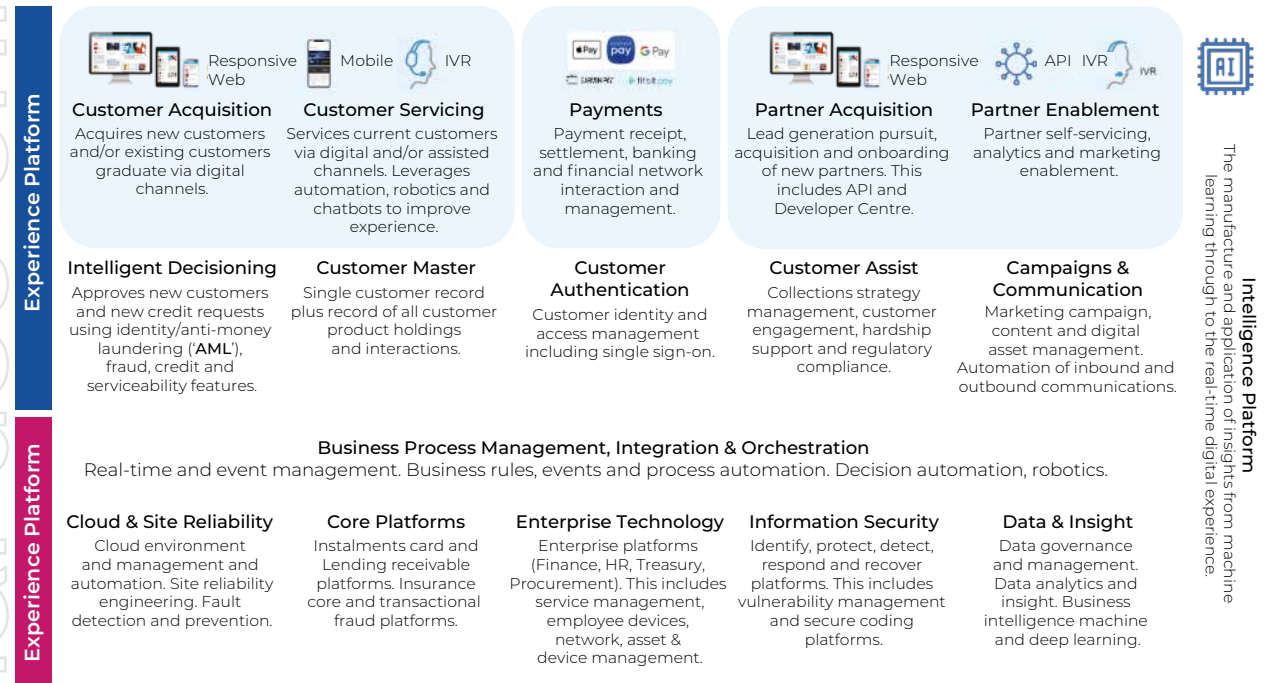 Experience Platform
Responsive
Web
Mobile
IVR
Customer Acquisition
Acquires new customers
and/or existing customers
graduate via digital
channels.
Customer Servicing
Services current customers
via digital and/or assisted
channels. Leverages
automation, robotics and
chatbots to improve
experience.
Pay
pay
G Pay
fitbit pay
Payments
Payment receipt,
settlement, banking
and financial network
interaction and
management.
Responsive
Web
Partner Acquisition
Lead generation pursuit,
acquisition and onboarding
of new partners. This
includes API and
Developer Centre.
API IVR
IVR
Partner Enablement
Partner self-servicing,
analytics and marketing
enablement.
Intelligent Decisioning
Approves new customers
and new credit requests
using identity/anti-money
laundering (‘AML’),
fraud, credit and
serviceability features.
Customer Master
Single customer record
plus record of all customer
product holdings
and interactions.
Customer
Authentication
Customer identity and
access management
including single sign-on.
Customer Assist
Collections strategy
management, customer
engagement, hardship
support and regulatory
compliance.
Campaigns &
Communication
Marketing campaign,
content and digital
asset management.
Automation of inbound and
outbound communications.
Experience Platform
Business Process Management, Integration & Orchestration
Real-time and event management. Business rules, events and process automation. Decision automation, robotics.
Cloud & Site Reliability
Cloud environment
and management and
automation. Site reliability
engineering. Fault
detection and prevention.
Core Platforms
Instalments card and
Lending receivable
platforms. Insurance
core and transactional
fraud platforms.
Enterprise Technology
Enterprise platforms
(Finance, HR, Treasury,
Procurement). This includes
service management,
employee devices,
network, asset &
device management.
Information Security
Identify, protect, detect,
respond and recover
platforms. This includes
vulnerability management
and secure coding
platforms.
Data & Insight
Data governance
and management.
Data analytics and
insight. Business
intelligence machine
and deep learning.
AI
Intelligence Platform
The manufacture and application of insights from machine
learning through to the real-time digital experience.